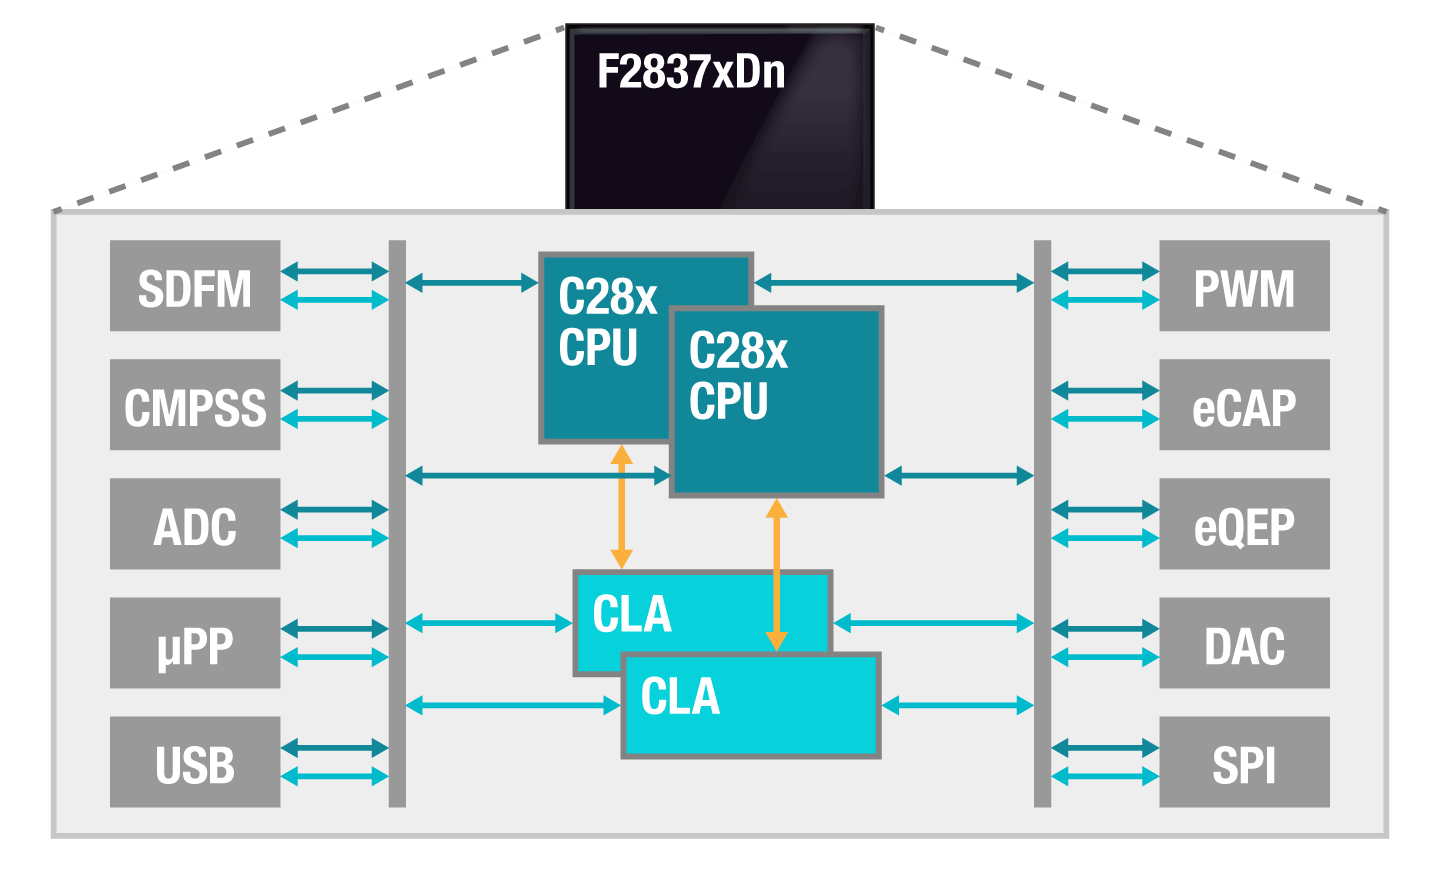 F2837xDn
SDFM
CMPSS
ADC
µPP
USB
C28x
CPU
C28x
CPU
CLA
CLA
PWM
eCAP
eQEP
DAC
SPI